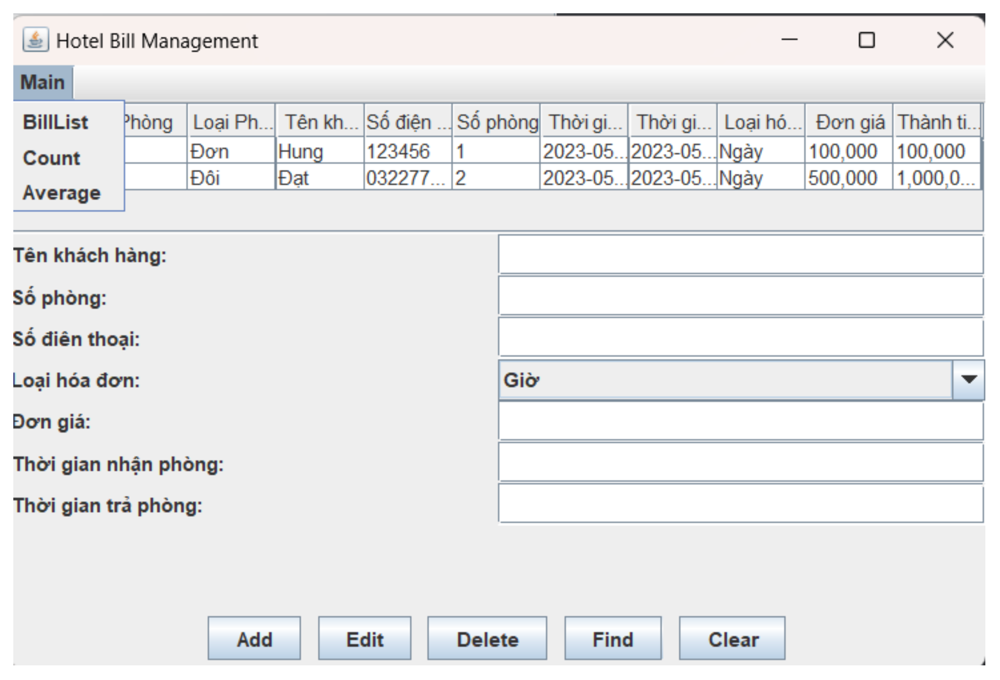 Hotel Bill Management
Main
BillList
Count
Average
Phòng Loại Ph... Tên kh... Số điện ... Số phòng Thời gi... Thời gi... Loại hó... Đơn giá Thành ti...
Đơn Hung 123456 1 2023-05... 2023-05... Ngày 100,000 100,000
Đôi Đạt 032277... 2 2023-05... 2023-05... Ngày 500,000 1,000,0...
Tên khách hàng:
Số phòng:
Số điên thoại:
Loại hóa đơn: Giờ
Đơn giá:
Thời gian nhận phòng:
Thời gian trả phòng:
Add Edit Delete Find Clear